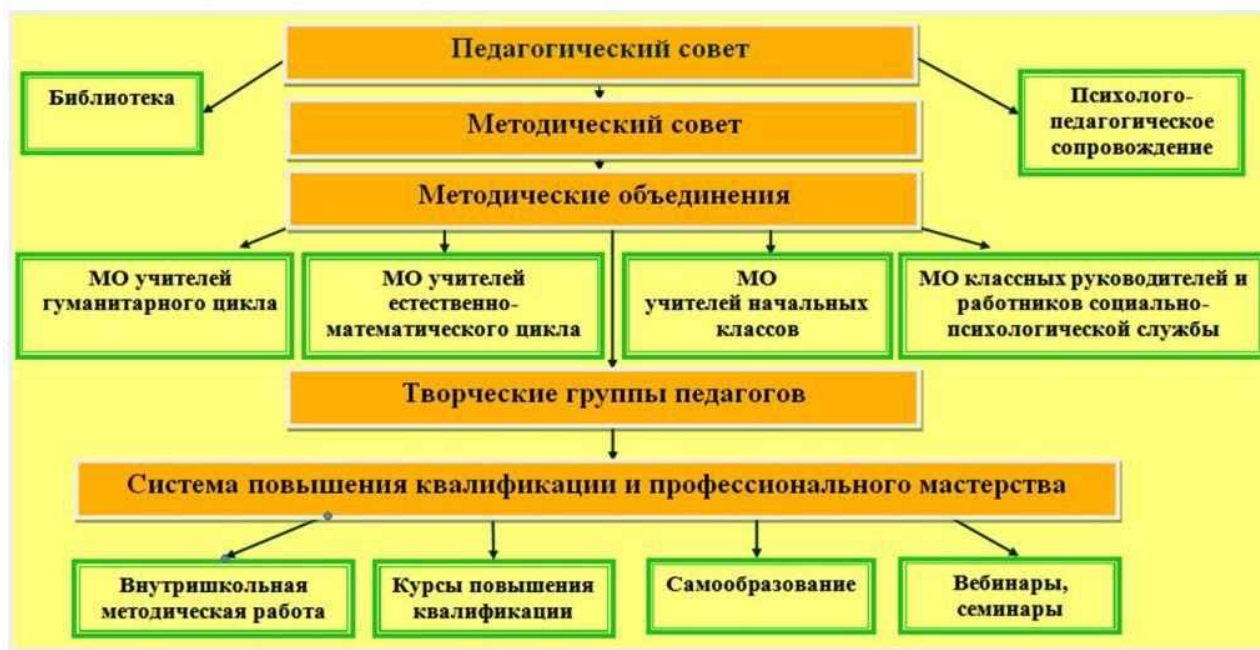 Педагогический совет
Библиотека
Психолого-
педагогическое
сопровождение
Методический совет
Методические объединения
МО учителей
гуманитарного цикла
МО учителей
естественно-
математического цикла
МО
учителей начальных
классов
МО классных руководителей и
работников социально-
психологической службы
Творческие группы педагогов
Система повышения квалификации и профессионального мастерства
Внутришкольная
методическая работа
Курсы повышения
квалификации
Самообразование
Вебинары,
семинары